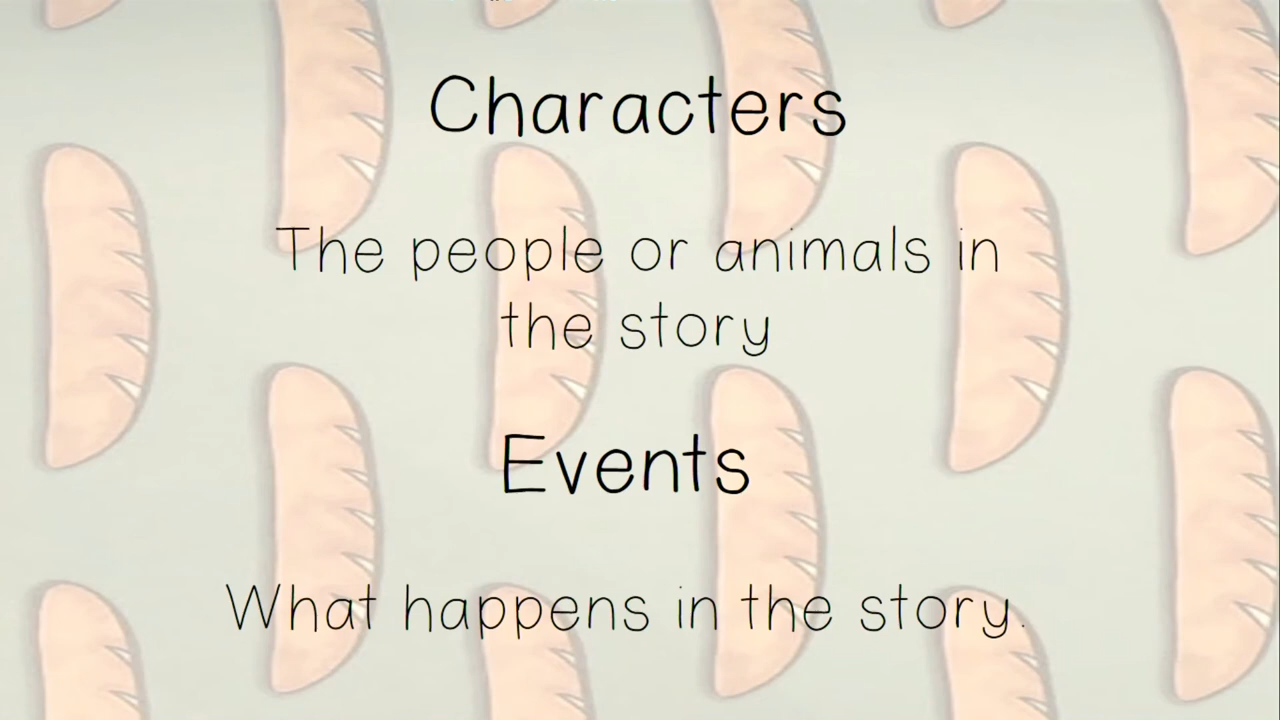 Characters
The people or animals in
the story
Events
What happens in the story.